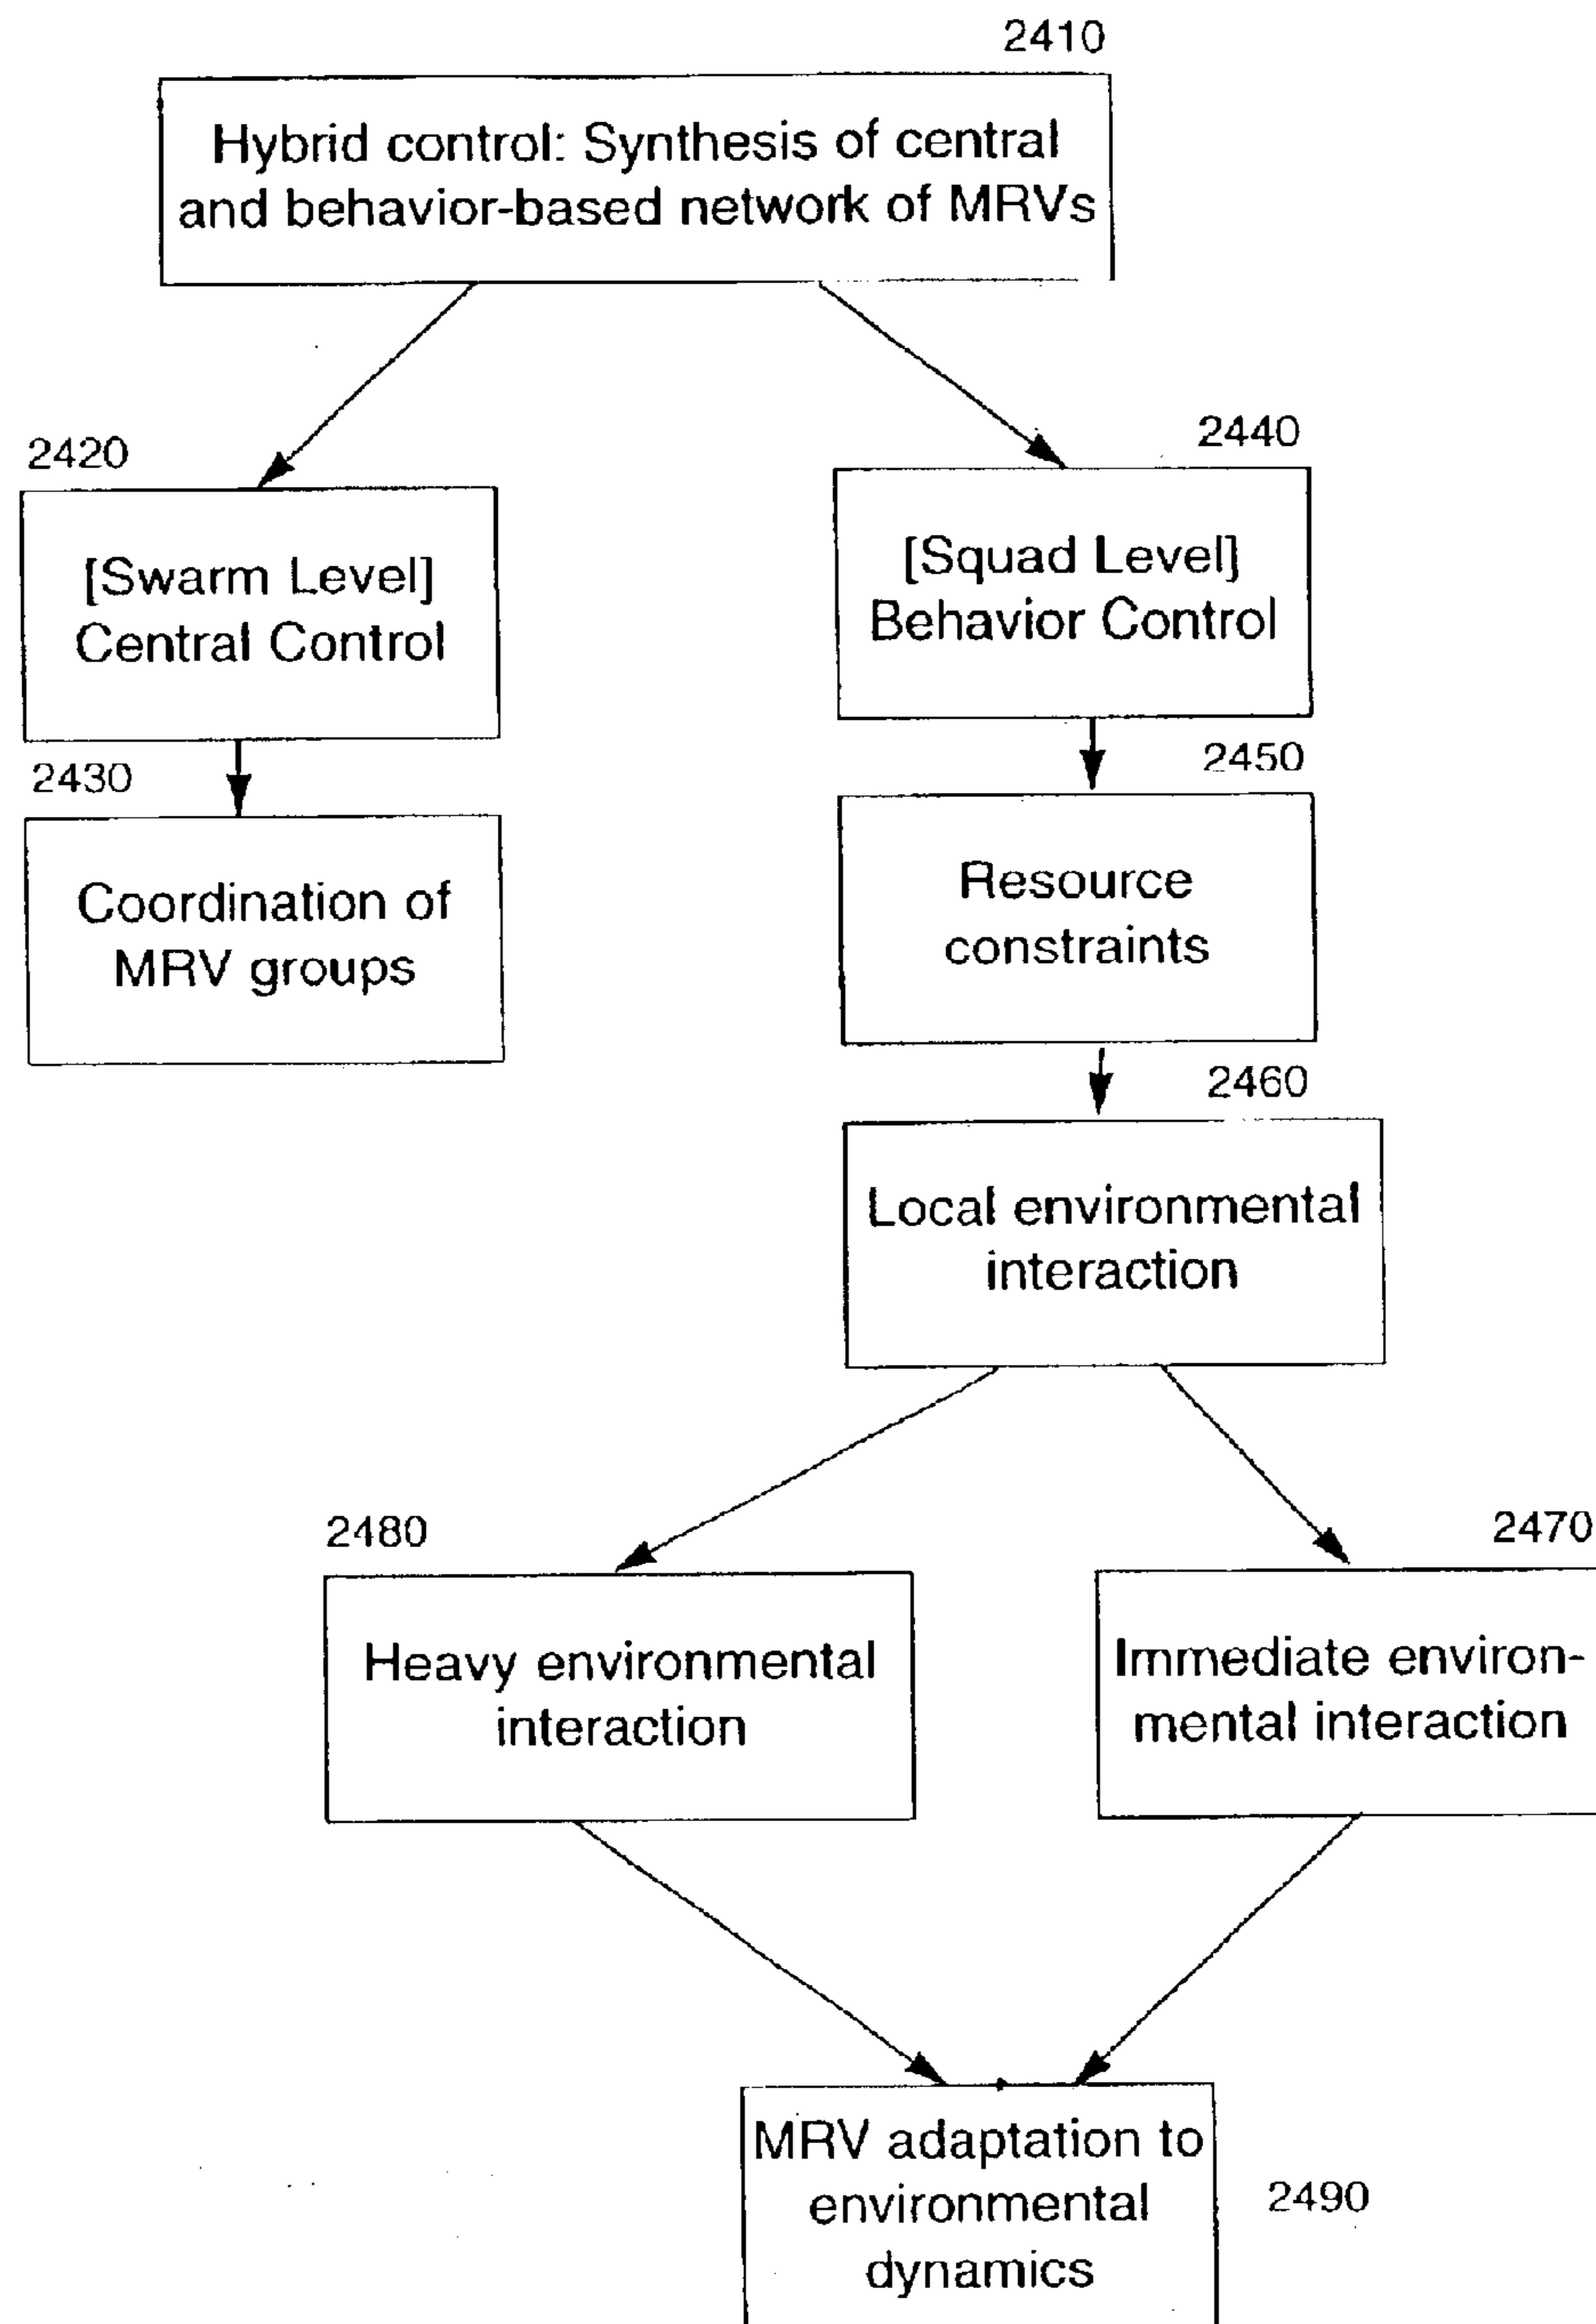 2410
Hybrid control: Synthesis of central
and behavior-based network of MRVs
2420
[Swarm Level]
Central Control
2440
[Squad Level]
Behavior Control
2430
Coordination of
MRV groups
2450
Resource
constraints
2460
Local environmental
interaction
2480
Heavy environmental
interaction
2470
Immediate environ-
mental interaction
MRV adaptation to
environmental
dynamics
2490